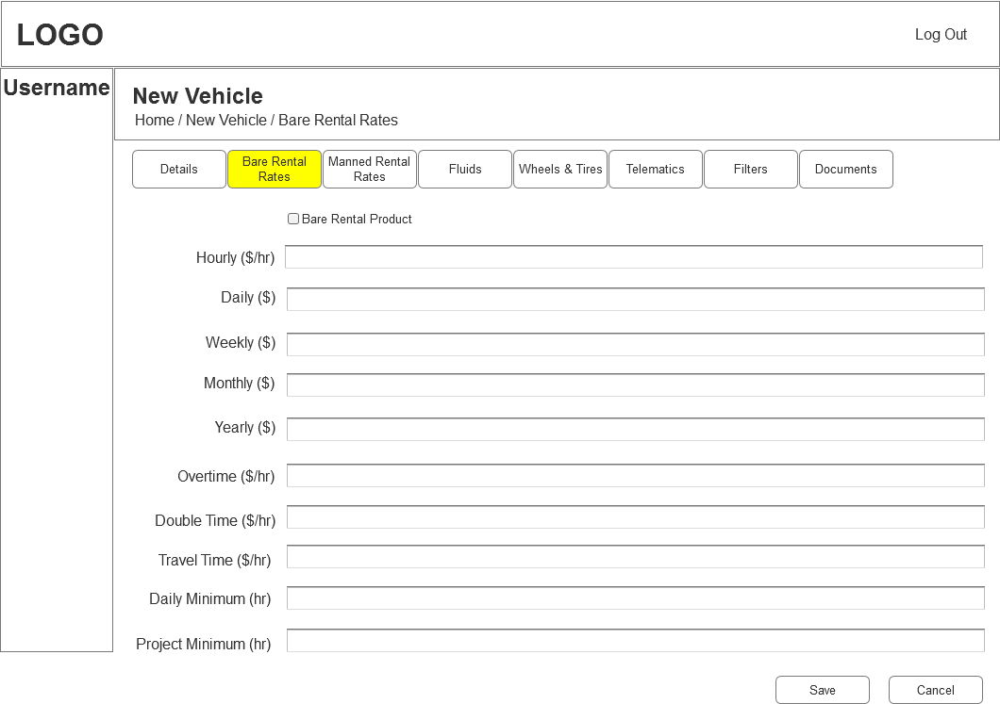 LOGO
Log Out
Username
New Vehicle
Home / New Vehicle / Bare Rental Rates
Details
Bare Rental
Rates
Manned Rental
Rates
Fluids
Wheels & Tires
Telematics
Filters
Documents
Bare Rental Product
Hourly ($/hr)
Daily ($)
Weekly ($)
Monthly ($)
Yearly ($)
Overtime ($/hr)
Double Time ($/hr)
Travel Time ($/hr)
Daily Minimum (hr)
Project Minimum (hr)
Save
Cancel